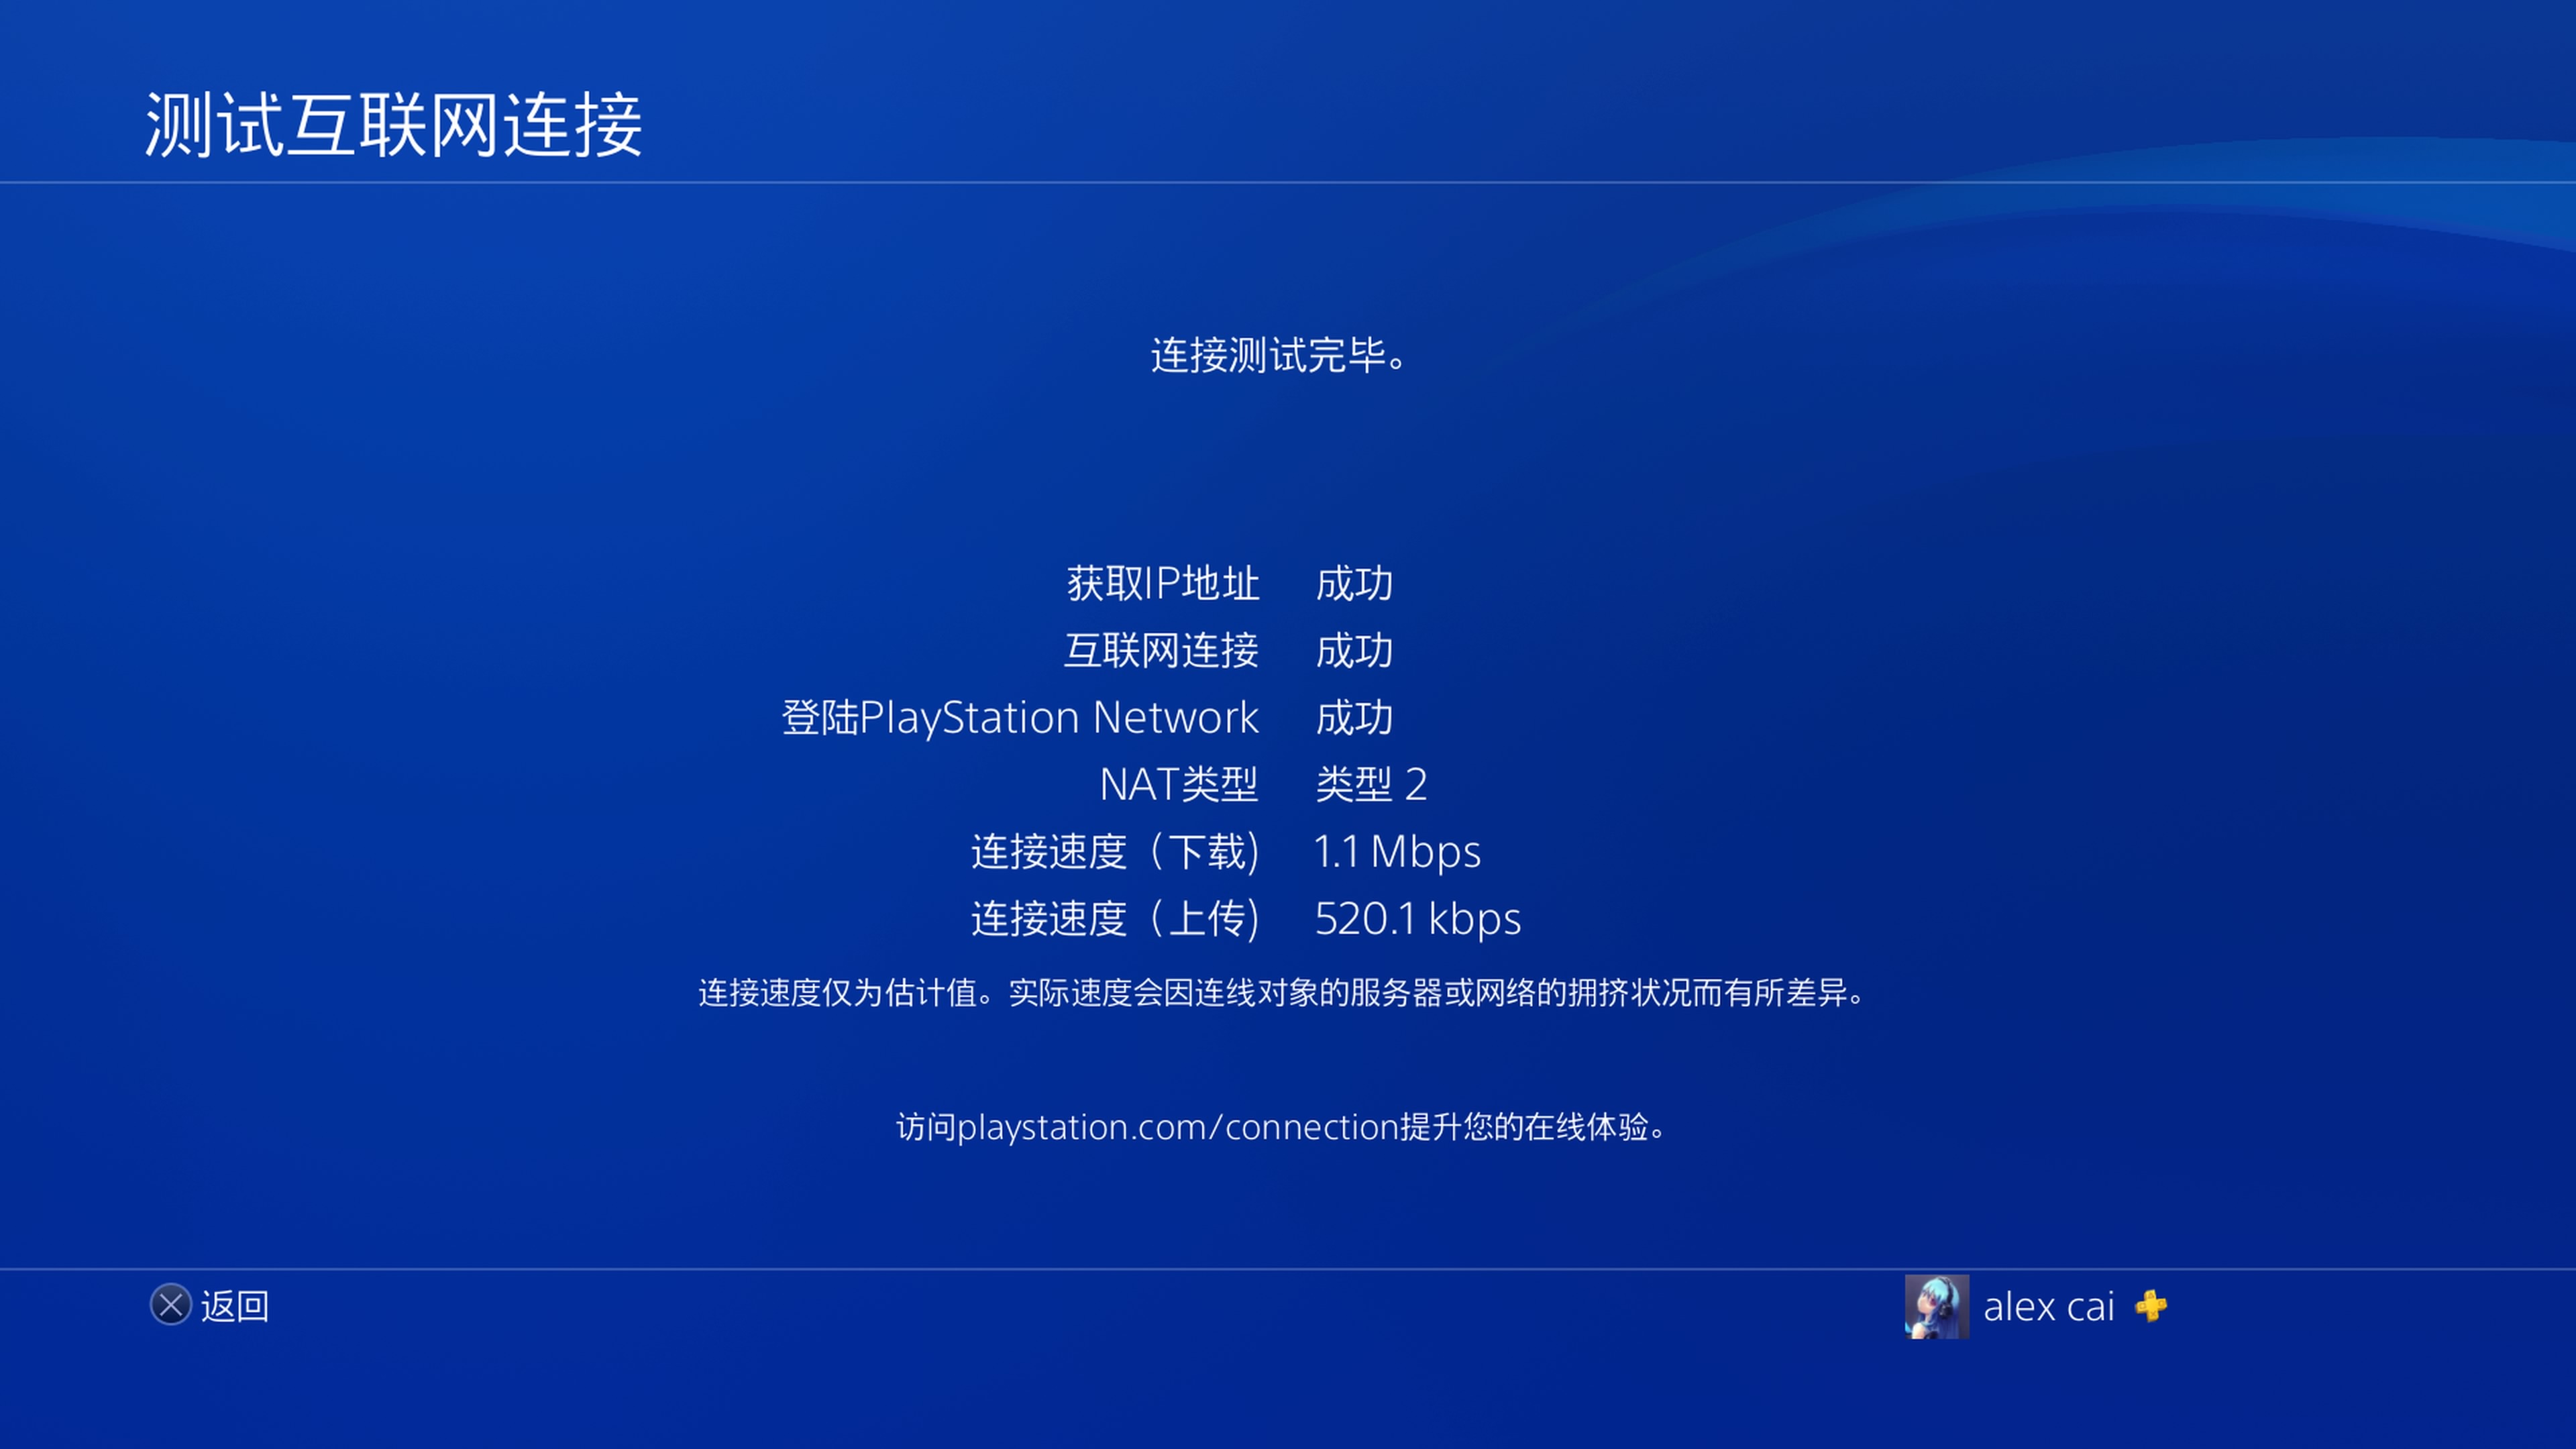 测试互联网连接
连接测试完毕。
获取IP地址 成功
互联网连接 成功
登陆PlayStation Network 成功
NAT类型 类型 2
连接速度（下载) 1.1 Mbps
连接速度（上传) 520.1 kbps
连接速度仅为估计值。实际速度会因连线对象的服务器或网络的拥挤状况而有所差异。
访问playstation.com/connection提升您的在线体验。
返回 alex cai